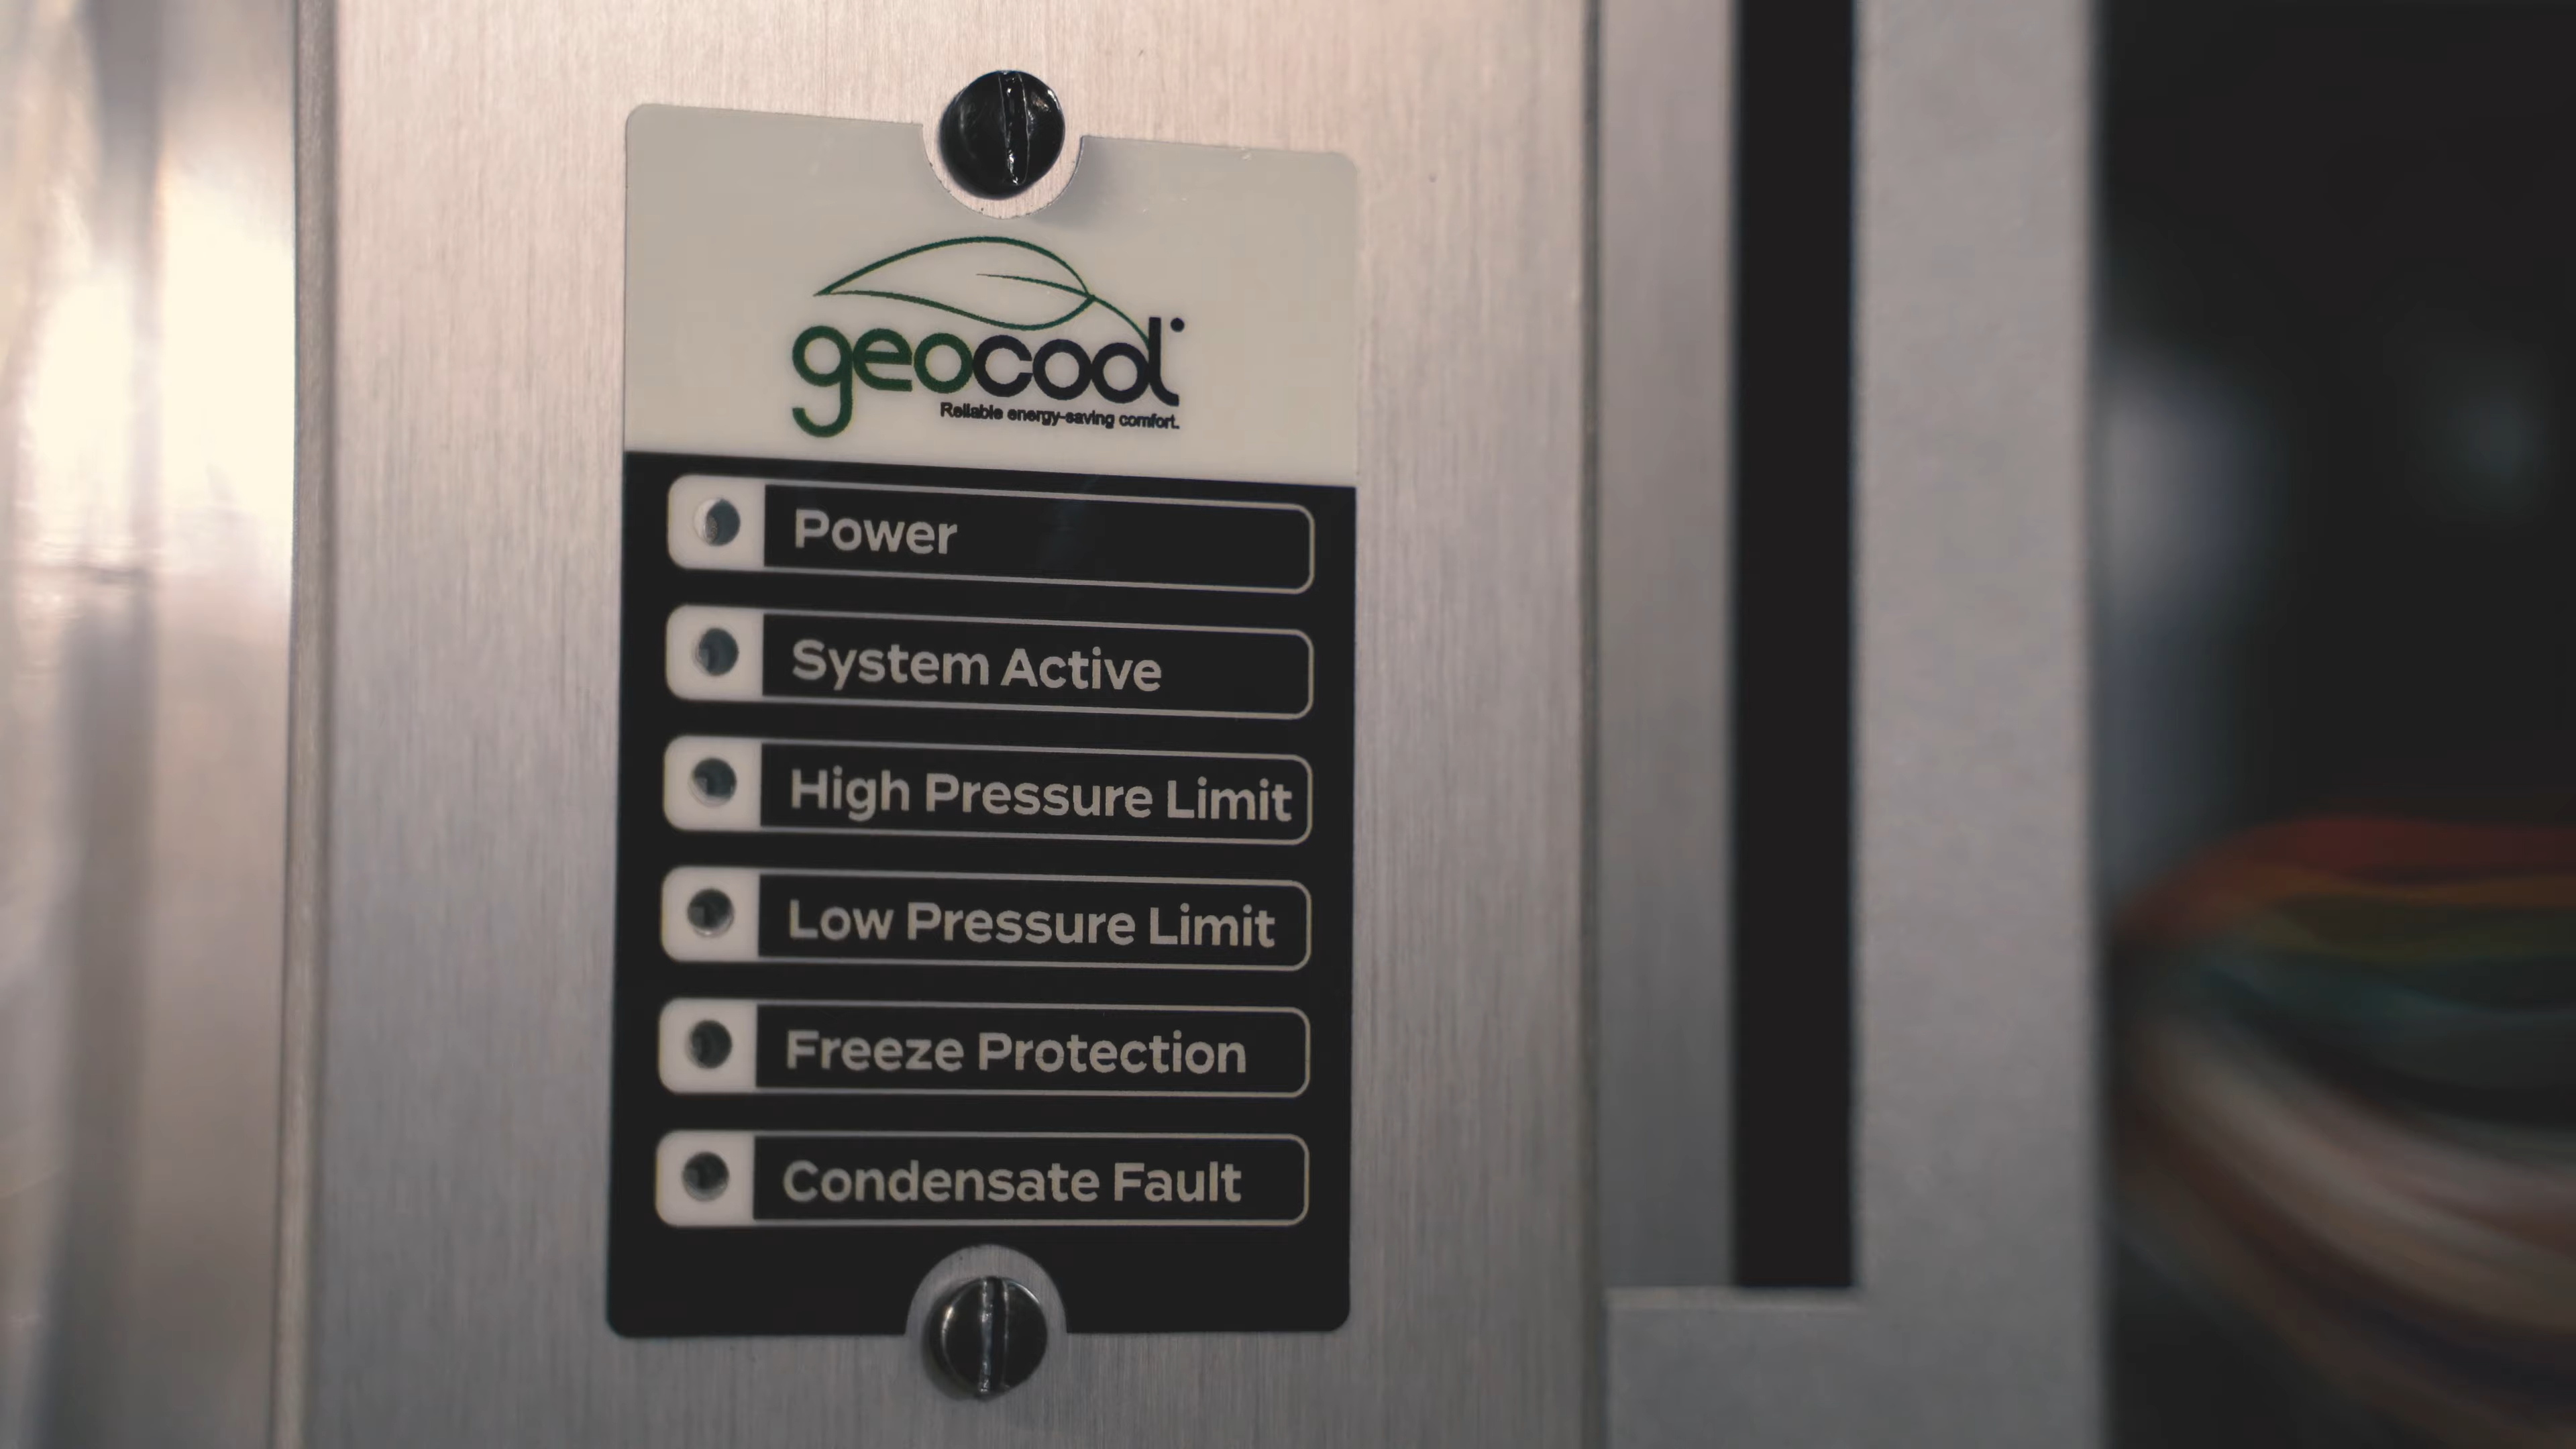 geocool
Reliable energy-saving comfort.
Power
System Active
High Pressure Limit
Low Pressure Limit
Freeze Protection
Condensate Fault